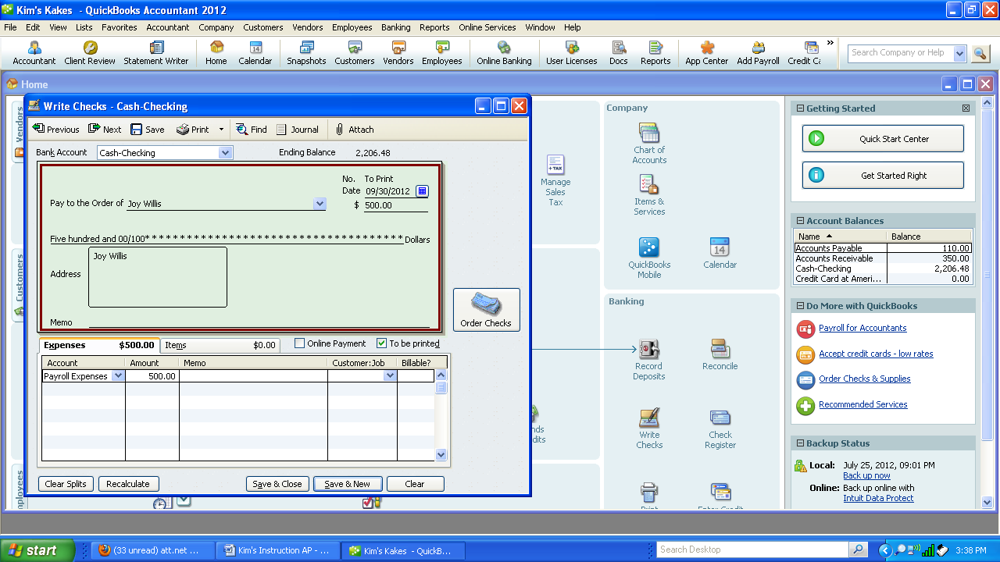 Kim's Kakes - QuickBooks Accountant 2012
File Edit View Lists Favorites Accountant Company Customers Vendors Employees Banking Reports Online Services Window Help
Accountant Client Review Statement Writer Home Calendar Snapshots Customers Vendors Employees Online Banking User Licenses Docs Reports App Center Add Payroll Credit Ca »
Search Company or Help
Home
Write Checks - Cash-Checking
Previous Next Save Print Find Journal Attach
Bank Account Cash-Checking Ending Balance 2,206.48
No. To Print
Date 09/30/2012
Pay to the Order of Joy Willis $ 500.00
Five hundred and 00/100* * * * * * * * * * * * * * * * * * * * * * * * * * * * * * * * * * * * * Dollars
Joy Willis
Address
Memo
Order Checks
Expenses $500.00 Items $0.00 Online Payment To be printed
Account Amount Memo Customer:Job Billable?
Payroll Expenses 500.00
Clear Splits Recalculate Save & Close Save & New Clear
Vendors
Customers
ployees
Manage
Sales
Tax
nds
dits
Company
Chart of
Accounts
Items &
Services
QuickBooks
Mobile
14
Calendar
Banking
Record
Deposits
Reconcile
Write
Checks
Check
Register
Print
Enter Credit
Getting Started
Quick Start Center
Get Started Right
Account Balances
Name Balance
Accounts Payable 110.00
Accounts Receivable 350.00
Cash-Checking 2,206.48
Credit Card at Ameri... 0.00
Do More with QuickBooks
Payroll for Accountants
Accept credit cards - low rates
Order Checks & Supplies
Recommended Services
Backup Status
Local: July 25, 2012, 09:01 PM
Back up now
Online: Back up online with
Intuit Data Protect
start (33 unread) att.net ... Kim's Instruction AP - ... Kim's Kakes - QuickB... Search Desktop 3:38 PM